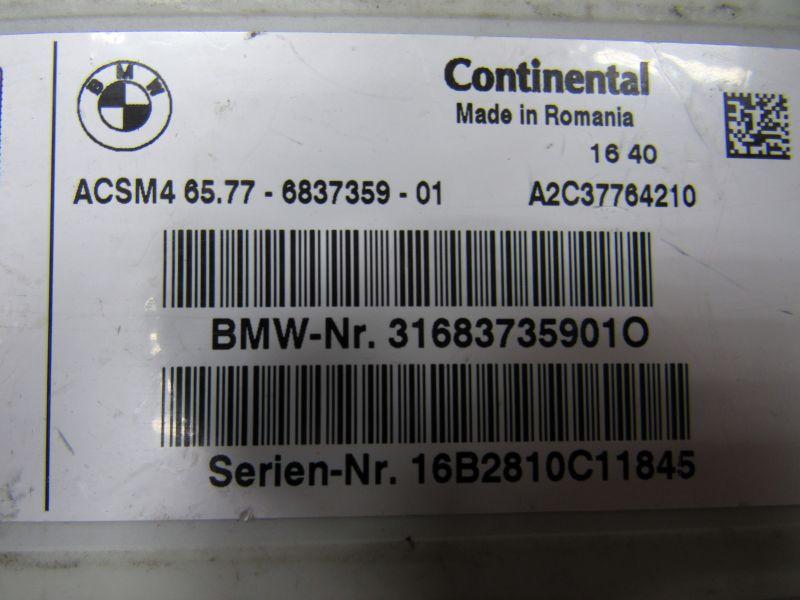 BMW
Continental
Made in Romania
16 40
ACSM4 65.77 - 6837359 - 01 A2C37764210
BMW-Nr. 31683735901O
Serien-Nr. 16B2810C11845